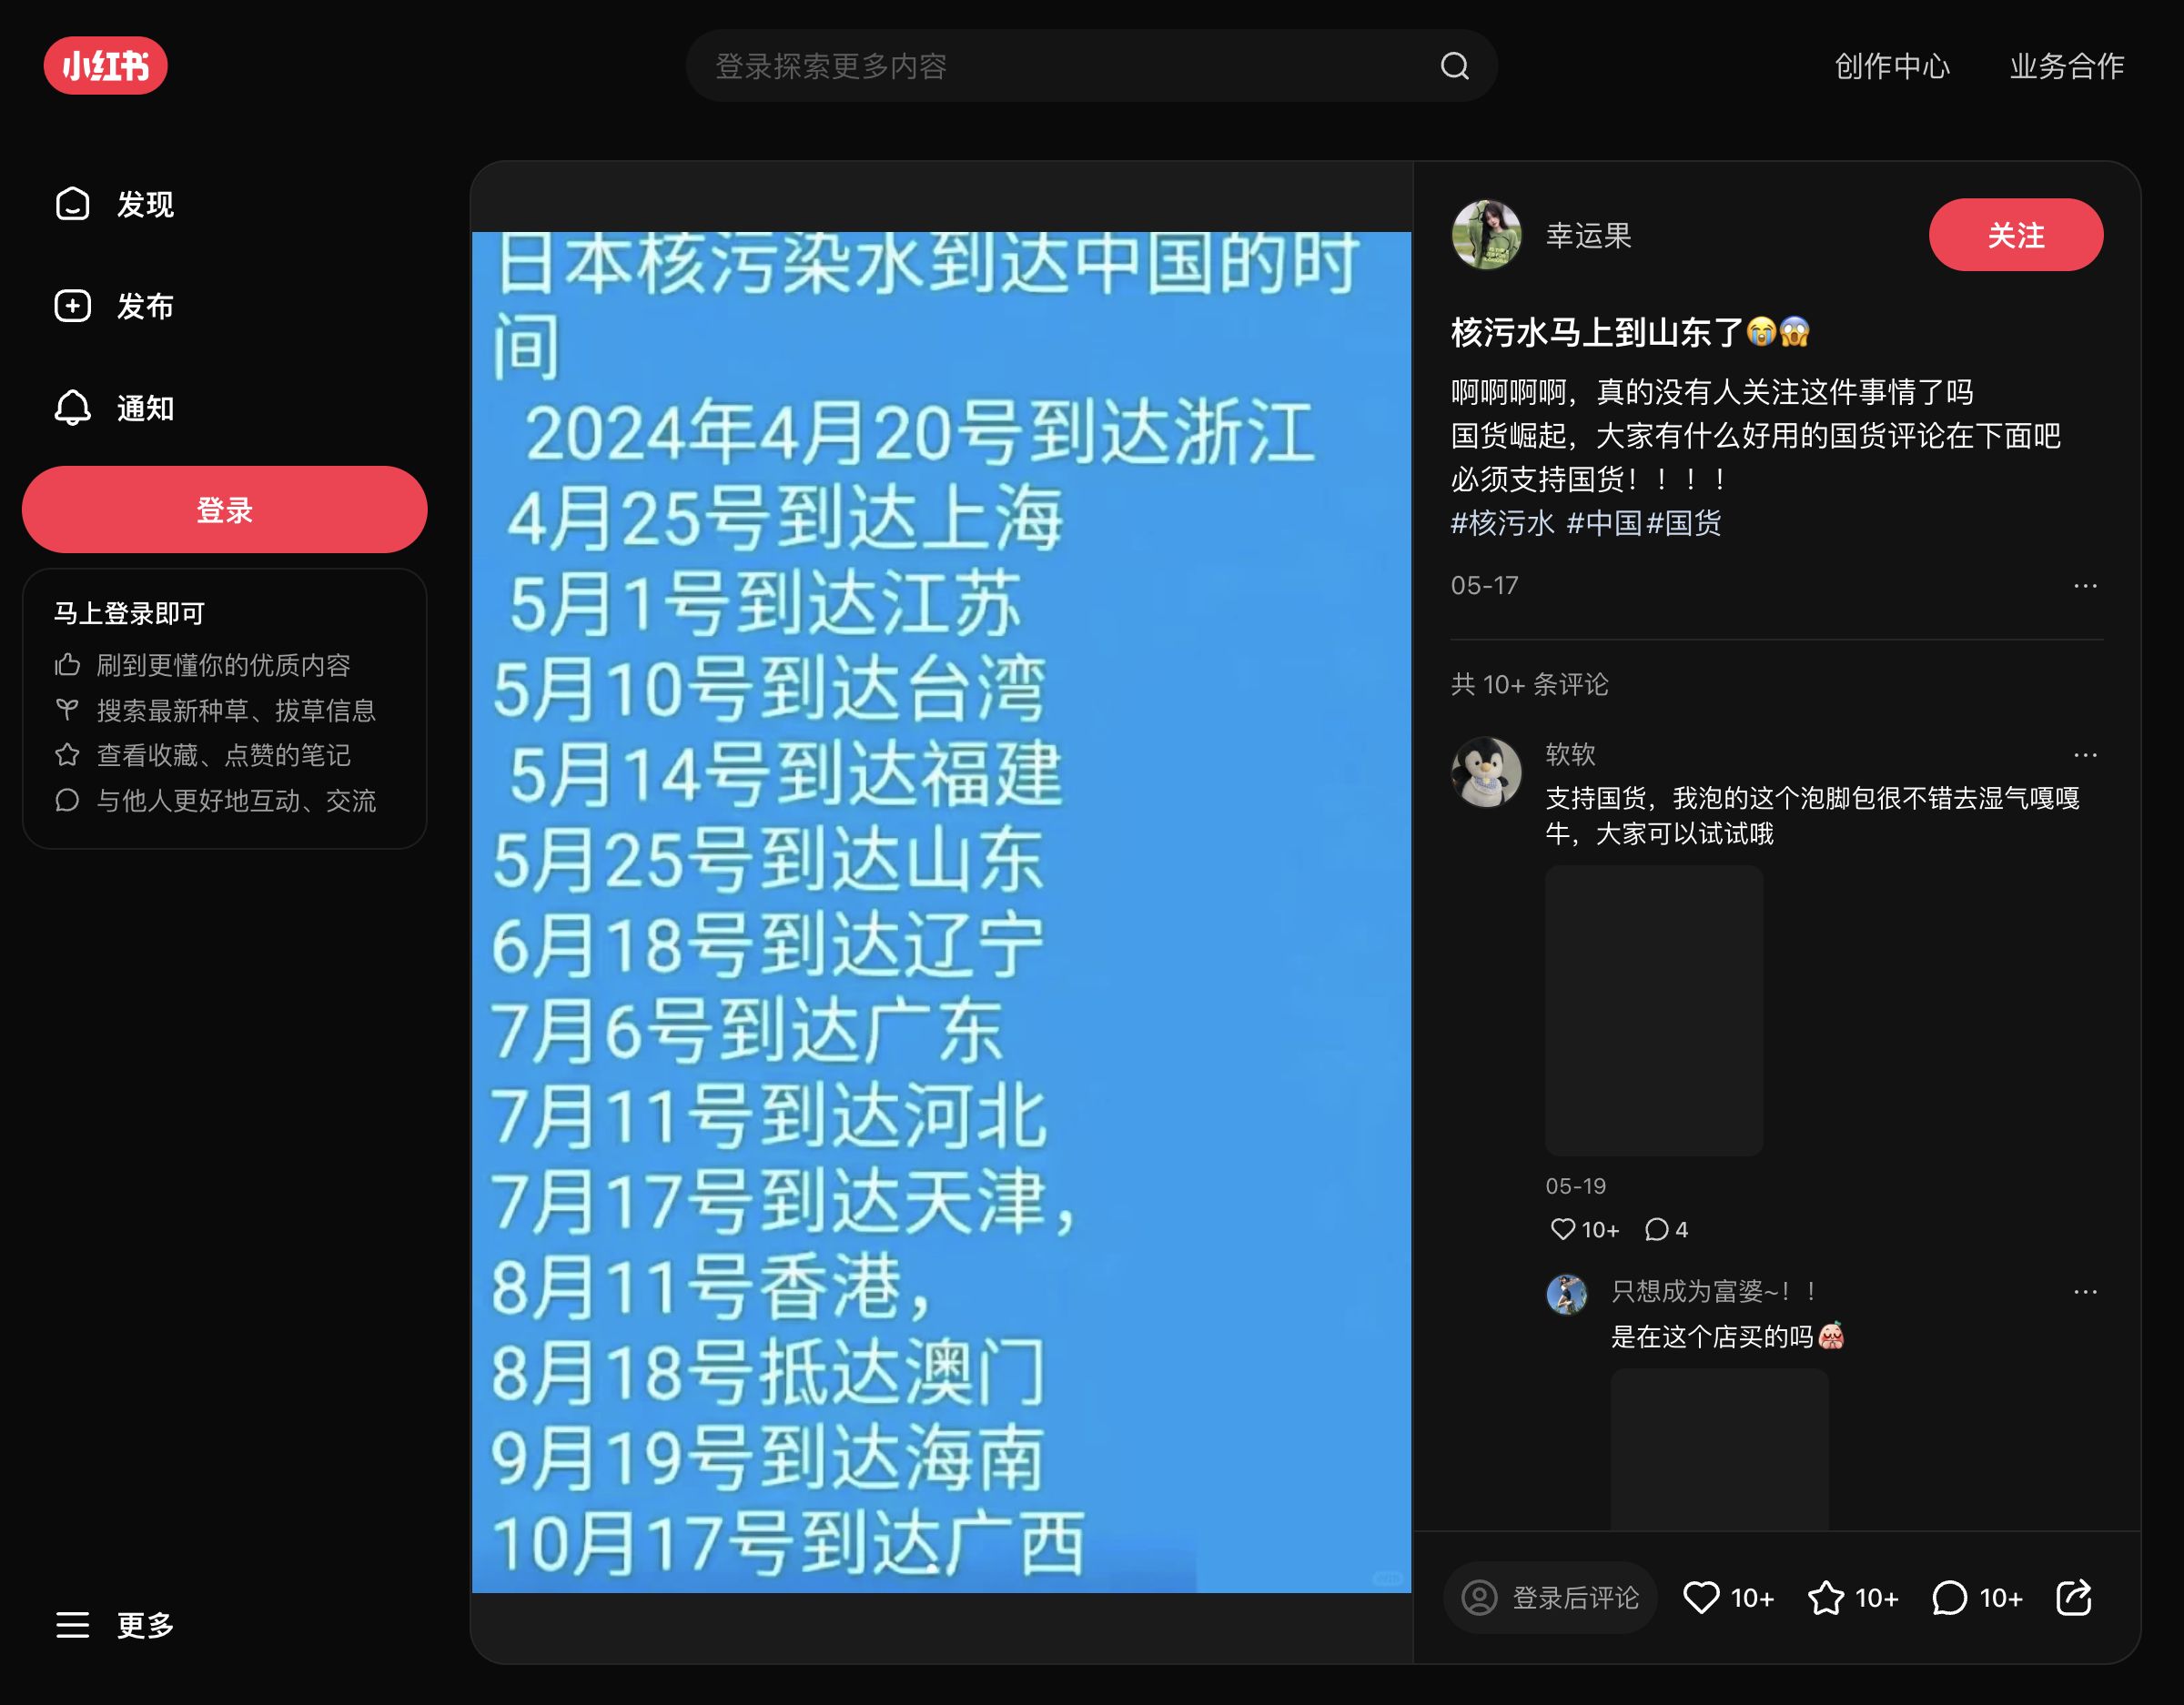 小红书
登录探索更多内容
创作中心
业务合作
发现
发布
通知
登录
马上登录即可
刷到更懂你的优质内容
搜索最新种草、拔草信息
查看收藏、点赞的笔记
与他人更好地互动、交流
更多
日本核污染水到达中国的时
间
2024年4月20号到达浙江
4月25号到达上海
5月1号到达江苏
5月10号到达台湾
5月14号到达福建
5月25号到达山东
6月18号到达辽宁
7月6号到达广东
7月11号到达河北
7月17号到达天津，
8月11号香港，
8月18号抵达澳门
9月19号到达海南
10月17号到达广西
幸运果
关注
核污水马上到山东了😭😱
啊啊啊啊，真的没有人关注这件事情了吗
国货崛起，大家有什么好用的国货评论在下面吧
必须支持国货！！！！
#核污水 #中国#国货
05-17
共 10+ 条评论
软软
支持国货，我泡的这个泡脚包很不错去湿气嘎嘎
牛，大家可以试试哦
05-19
10+ 4
只想成为富婆~！！
是在这个店买的吗
登录后评论
10+ 10+ 10+